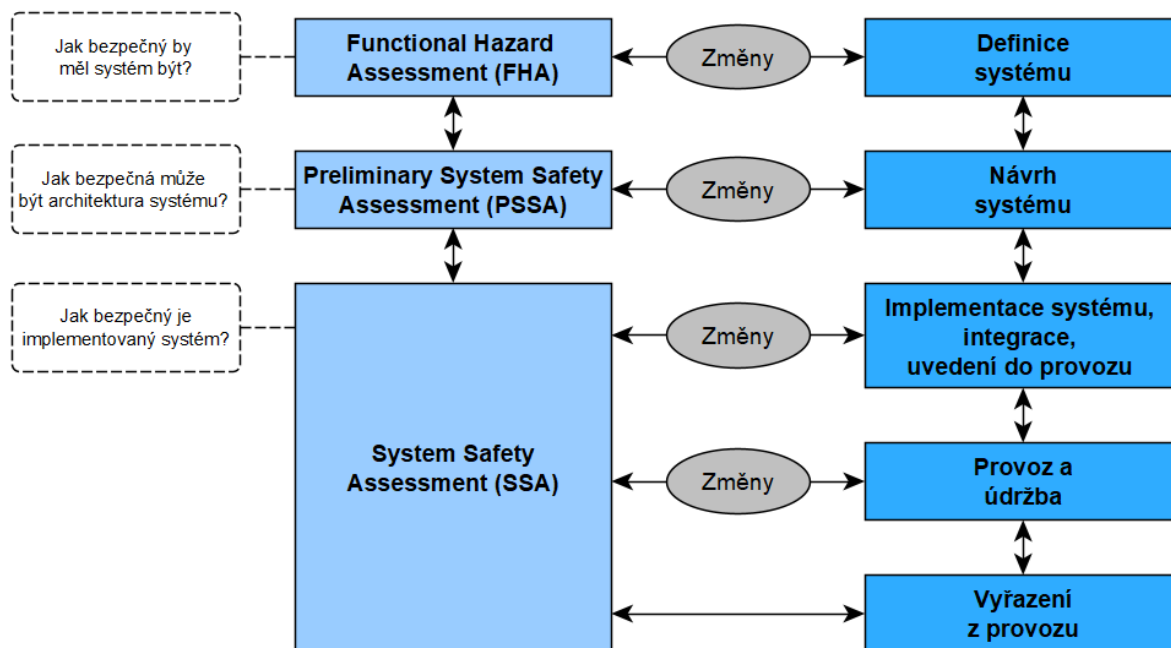 Jak bezpečný by
měl systém být?
Functional Hazard
Assessment (FHA)
Změny
Definice
systému
Jak bezpečná může
být architektura systému?
Preliminary System Safety
Assessment (PSSA)
Změny
Návrh
systému
Jak bezpečný je
implementovaný systém?
System Safety
Assessment (SSA)
Změny
Implementace systému,
integrace,
uvedení do provozu
Změny
Provoz a
údržba
Vyřazení
z provozu